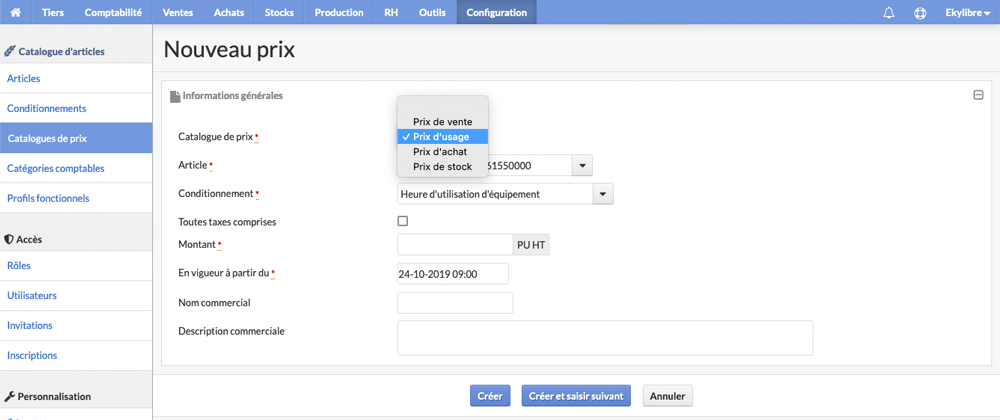 Tiers Comptabilité Ventes Achats Stocks Production RH Outils Configuration Ekylibre
Catalogue d'articles
Articles
Conditionnements
Catalogues de prix
Catégories comptables
Profils fonctionnels
Accès
Rôles
Utilisateurs
Invitations
Inscriptions
Personnalisation
Nouveau prix
Informations générales
Catalogue de prix *
Prix de vente
✓ Prix d'usage
Prix d'achat
Prix de stock
Article * 61550000
Conditionnement * Heure d'utilisation d'équipement
Toutes taxes comprises
Montant * PU HT
En vigueur à partir du * 24-10-2019 09:00
Nom commercial
Description commerciale
Créer Créer et saisir suivant Annuler